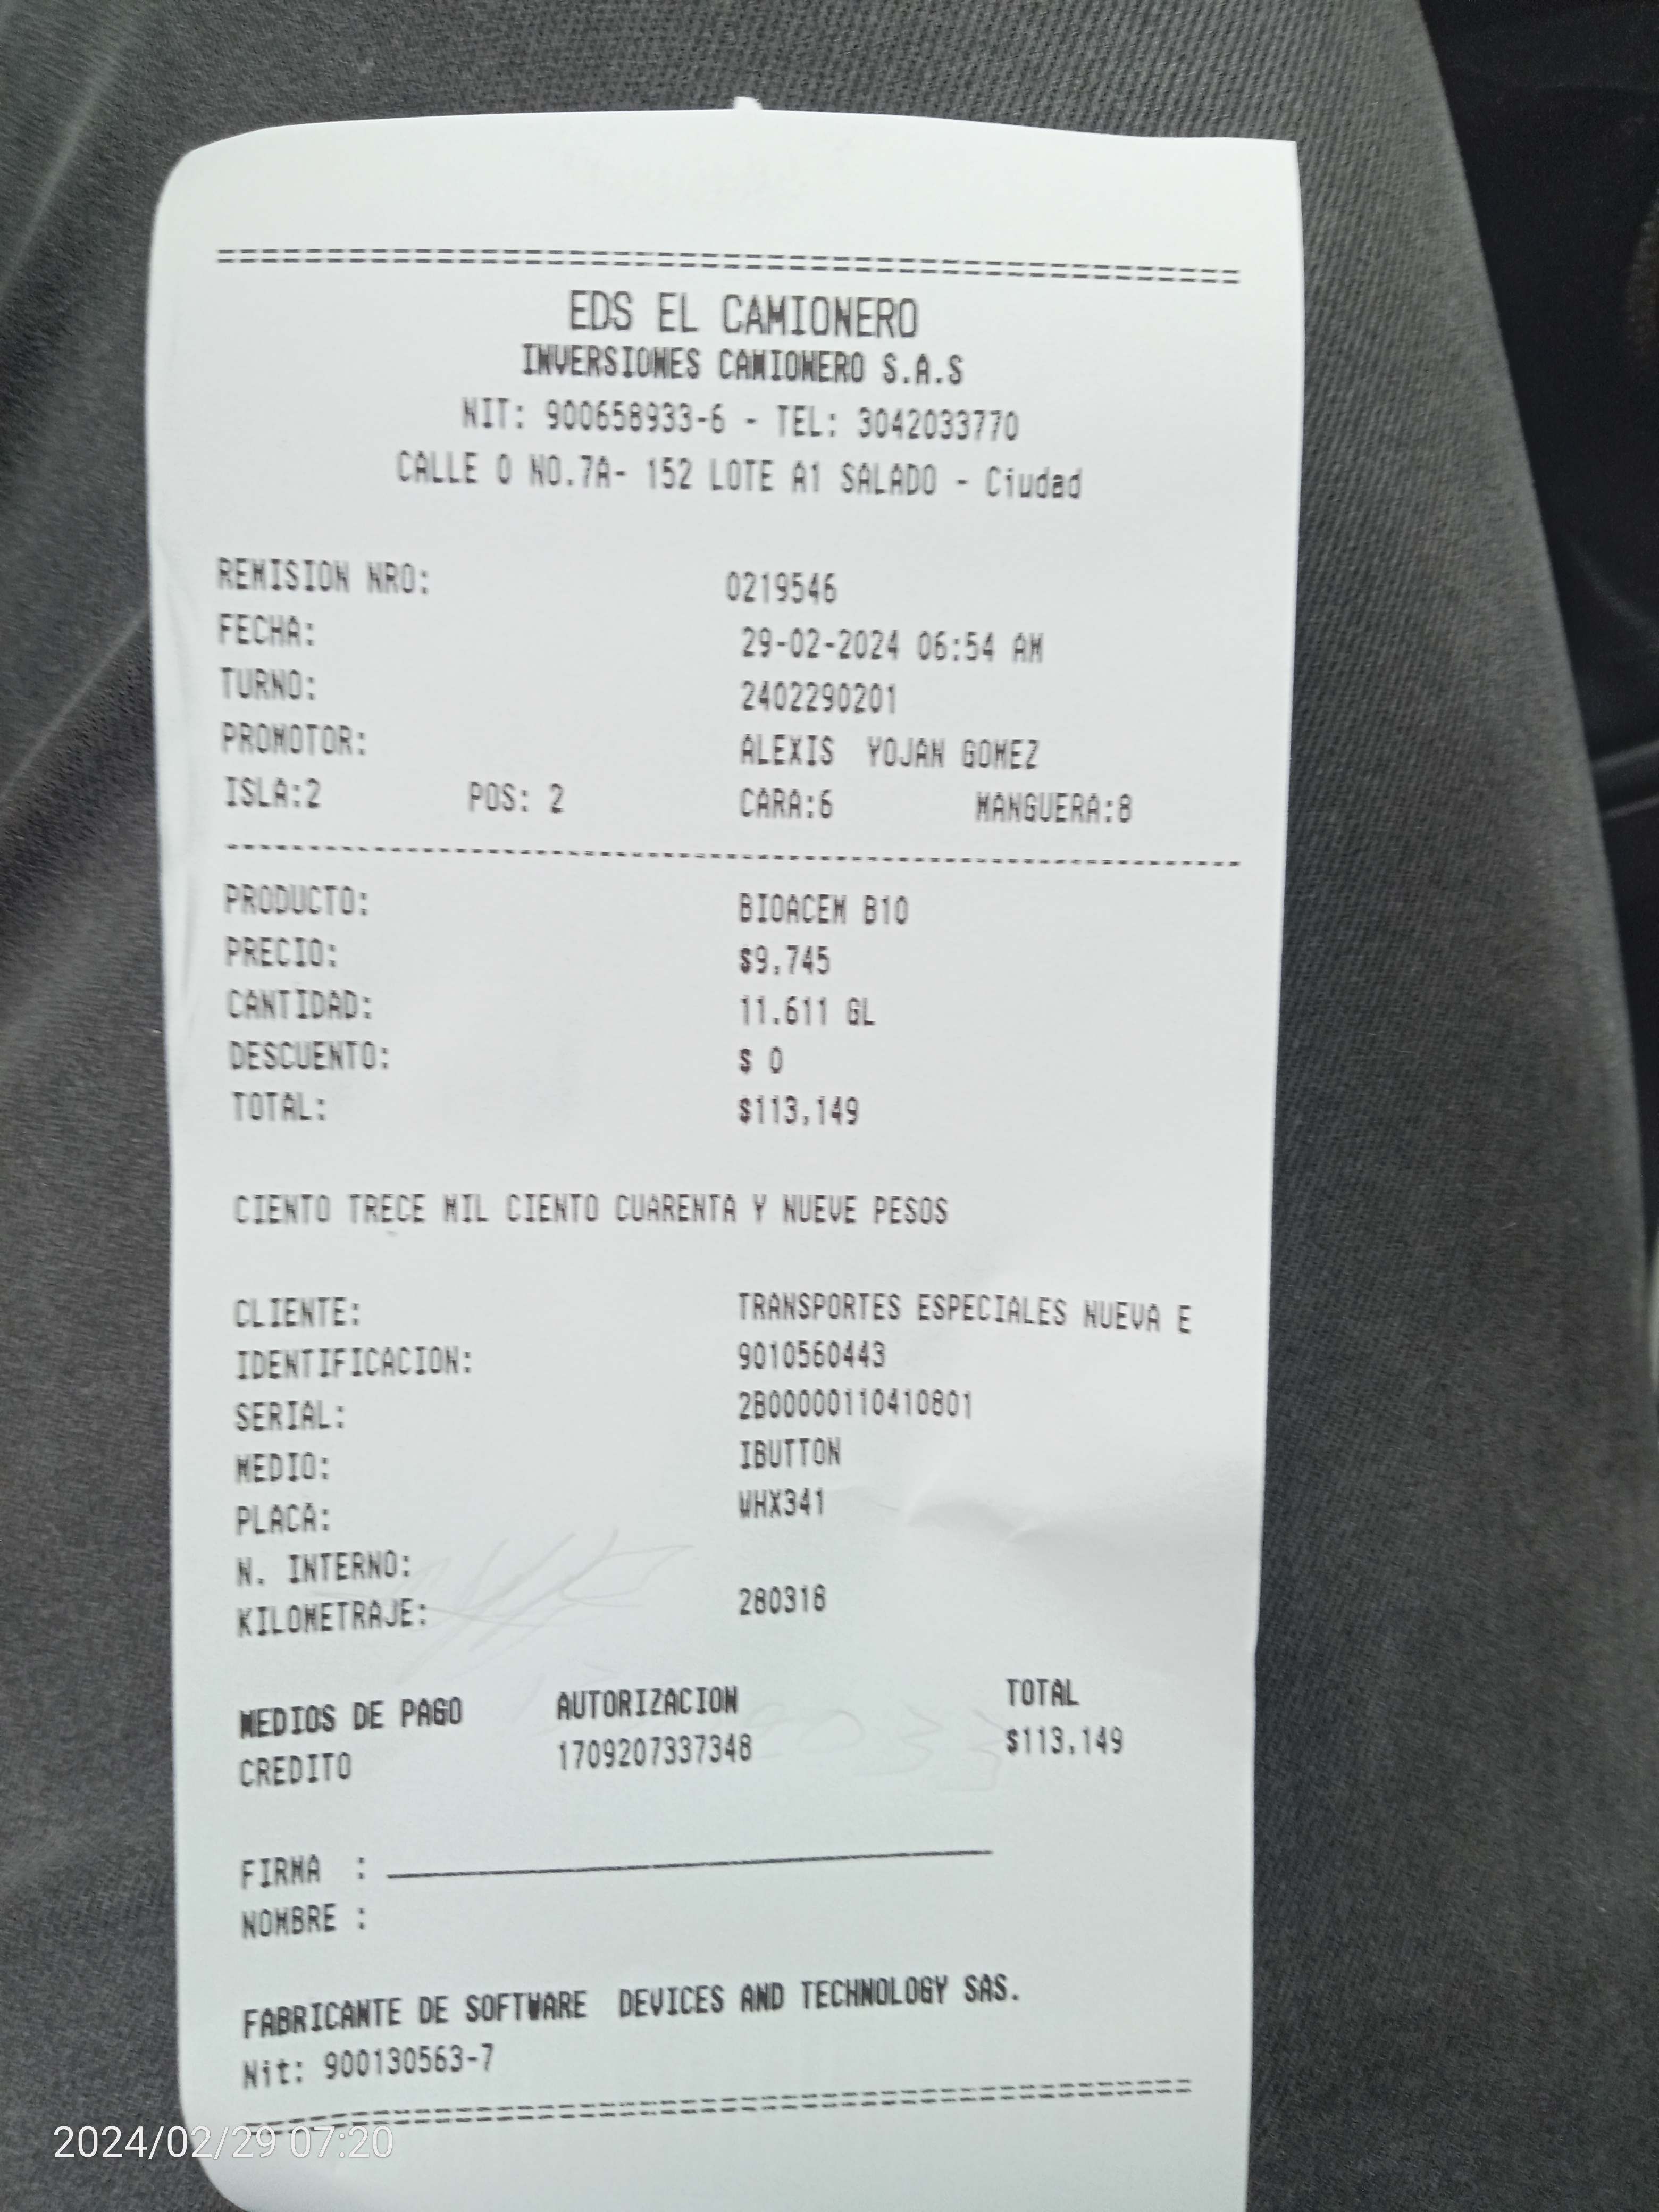 ================================================
EDS EL CAMIONERO
INVERSIONES CAMIONERO S.A.S
NIT: 900658933-6 - TEL: 3042033770
CALLE 0 NO.7A- 152 LOTE A1 SALADO - Ciudad
REMISION NRO: 0219546
FECHA: 29-02-2024 06:54 AM
TURNO: 2402290201
PROMOTOR: ALEXIS  YOJAN GOMEZ
ISLA:2 POS: 2 CARA:6 MANGUERA:8
PRODUCTO: BIOACEM B10
PRECIO: $9,745
CANTIDAD: 11.611 GL
DESCUENTO: $ 0
TOTAL: $113,149
CIENTO TRECE MIL CIENTO CUARENTA Y NUEVE PESOS
CLIENTE: TRANSPORTES ESPECIALES NUEVA E
IDENTIFICACION: 9010560443
SERIAL: 2B00000110410801
MEDIO: IBUTTON
PLACA: WHX341
N. INTERNO:
KILOMETRAJE: 280318
MEDIOS DE PAGO AUTORIZACION TOTAL
CREDITO 1709207337348 $113,149
FIRMA :
NOMBRE :
FABRICANTE DE SOFTWARE  DEVICES AND TECHNOLOGY SAS.
Nit: 900130563-7
2024/02/29 07:20